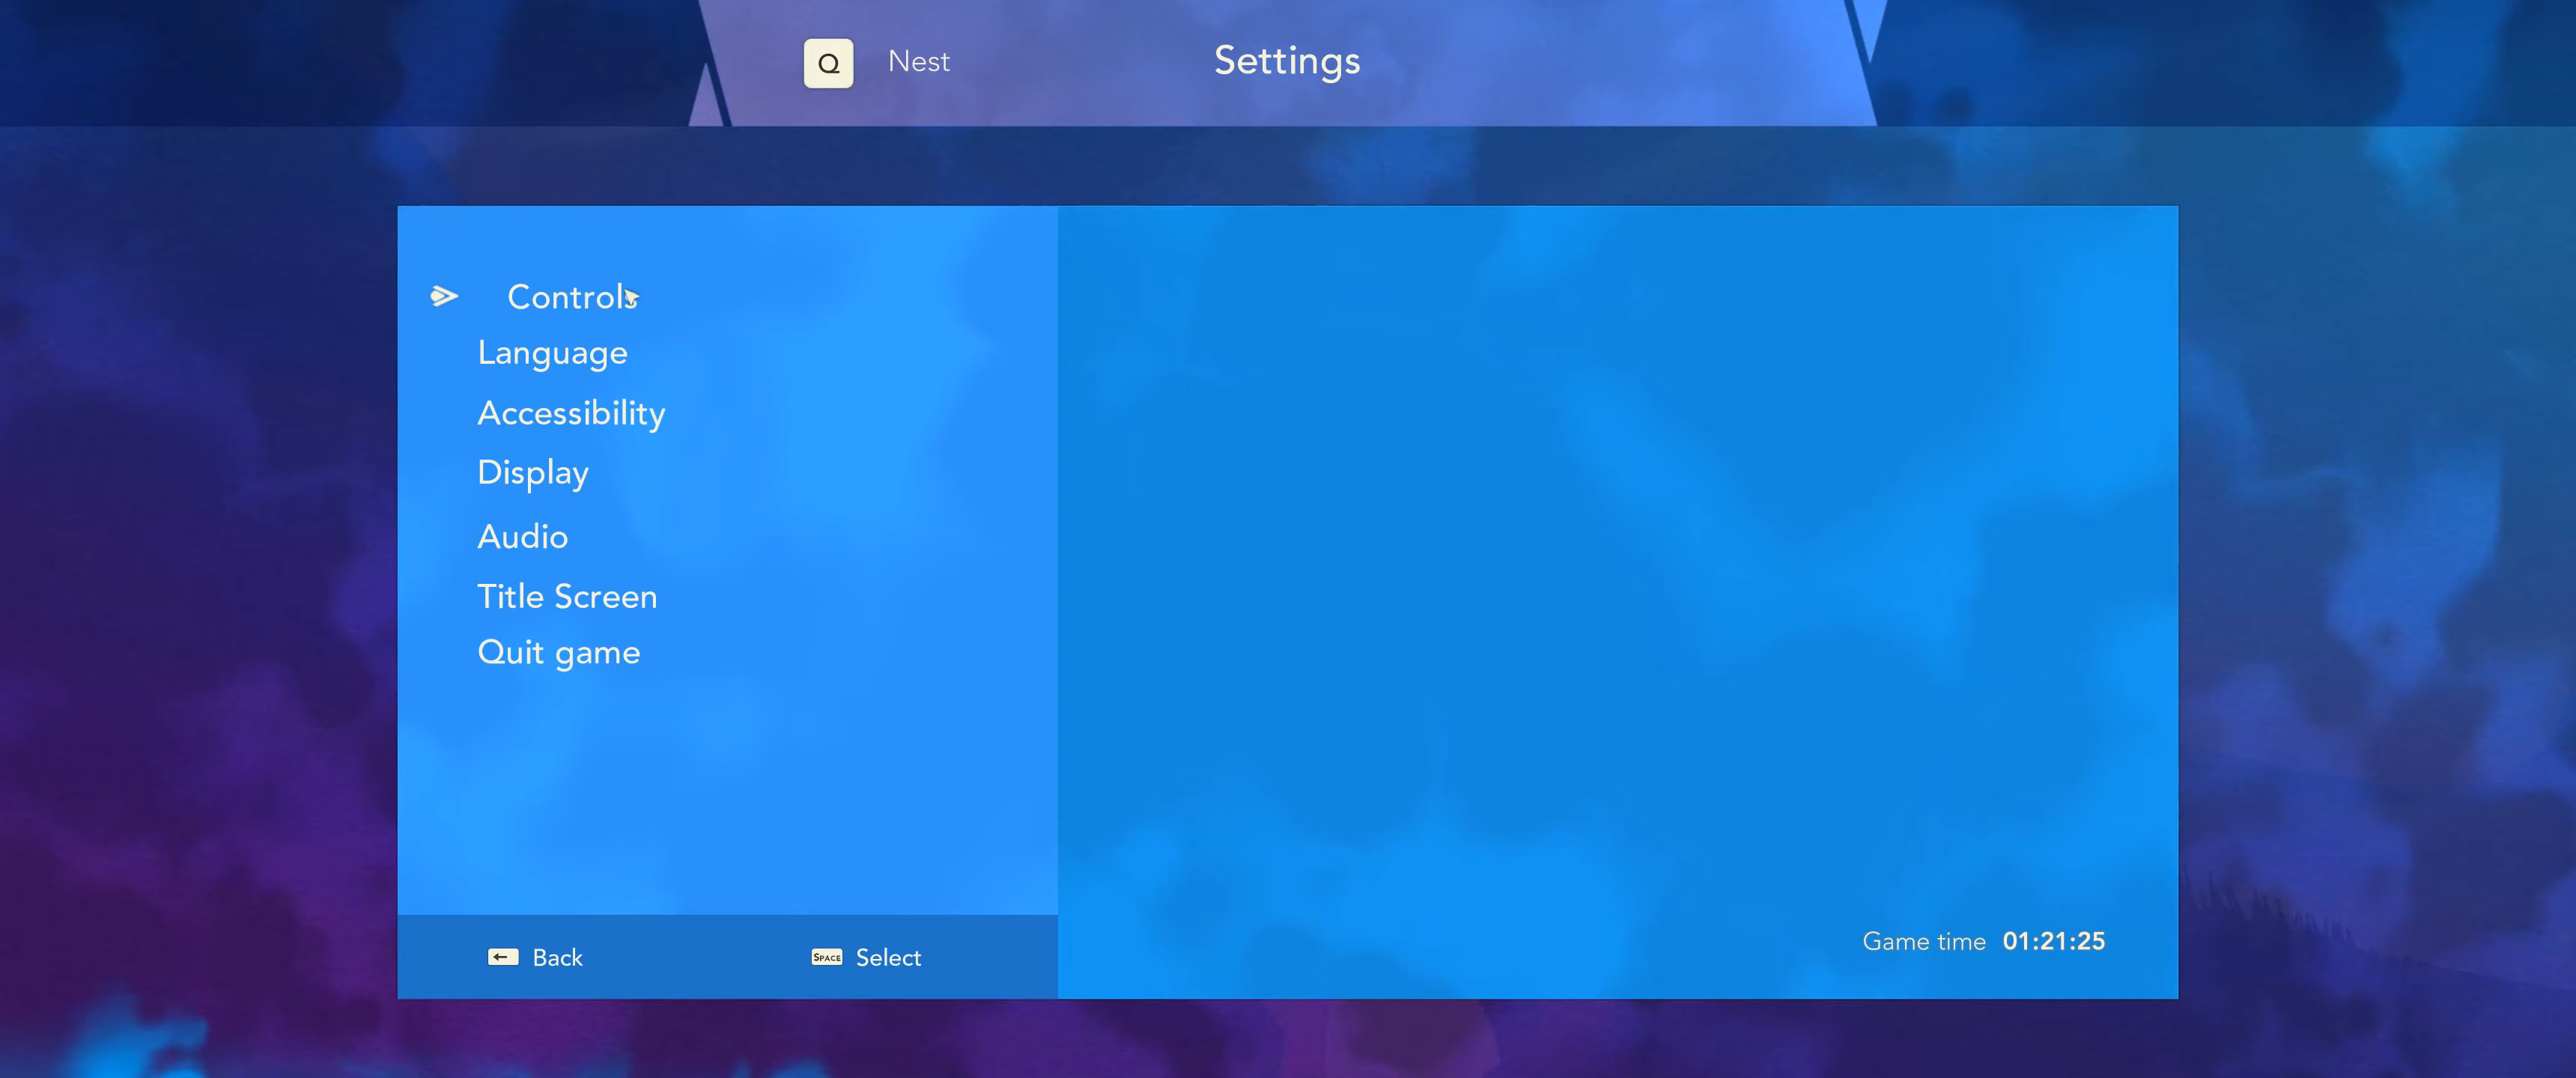 Q Nest Settings
Controls
Language
Accessibility
Display
Audio
Title Screen
Quit game
Back SPACE Select
Game time 01:21:25